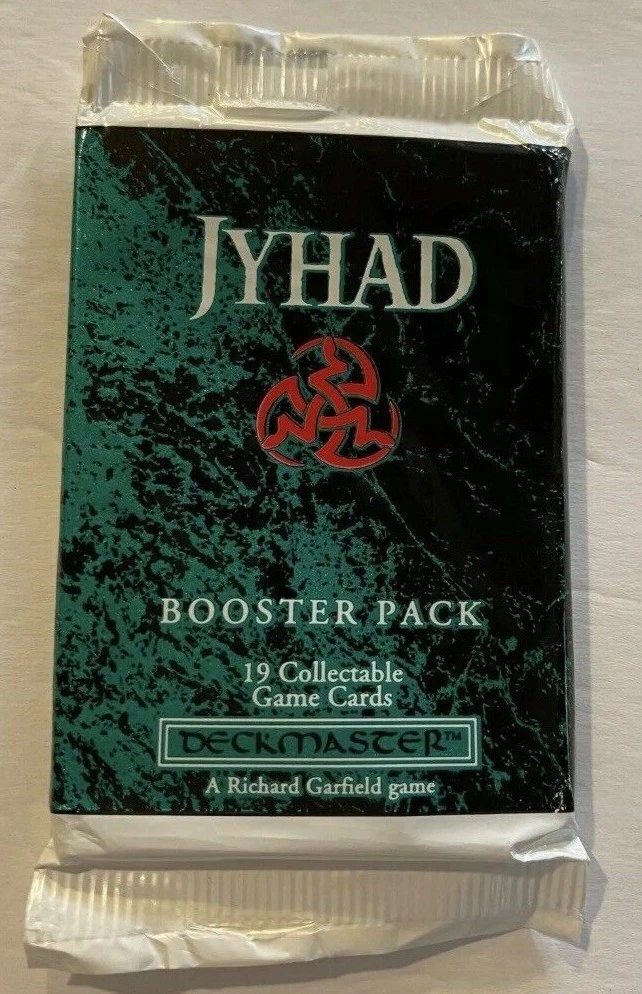 JYHAD
BOOSTER PACK
19 Collectable
Game Cards
DECKMASTER™
A Richard Garfield game